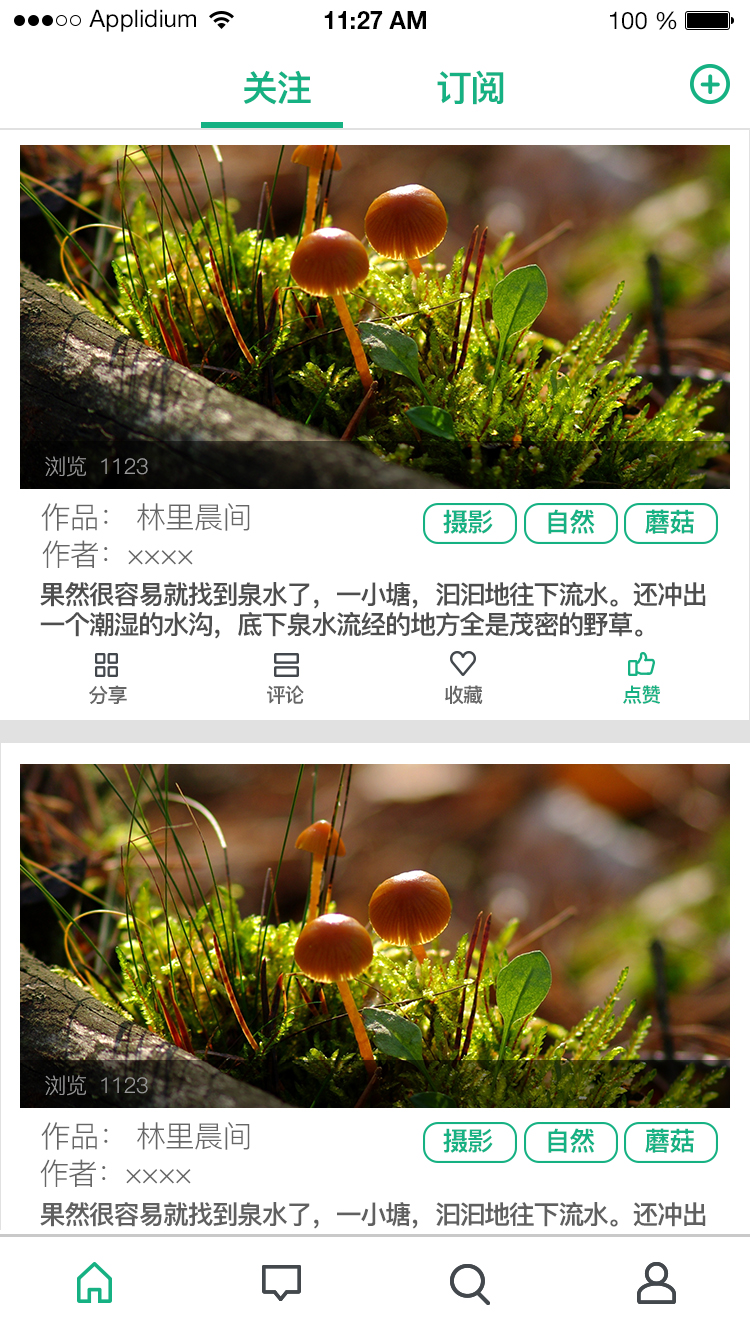 Applidium 11:27 AM 100 %
关注 订阅
浏览 1123
作品： 林里晨间
摄影 自然 蘑菇
作者：××××
果然很容易就找到泉水了，一小塘，汩汩地往下流水。还冲出
一个潮湿的水沟，底下泉水流经的地方全是茂密的野草。
分享 评论 收藏 点赞
浏览 1123
作品： 林里晨间
摄影 自然 蘑菇
作者：××××
果然很容易就找到泉水了，一小塘，汩汩地往下流水。还冲出